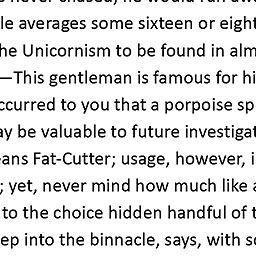 le averages some sixteen or eight
he Unicornism to be found in alm
—This gentleman is famous for hi
ccurred to you that a porpoise sp
ay be valuable to future investigat
eans Fat-Cutter; usage, however, i
; yet, never mind how much like a
to the choice hidden handful of t
ep into the binnacle, says, with so